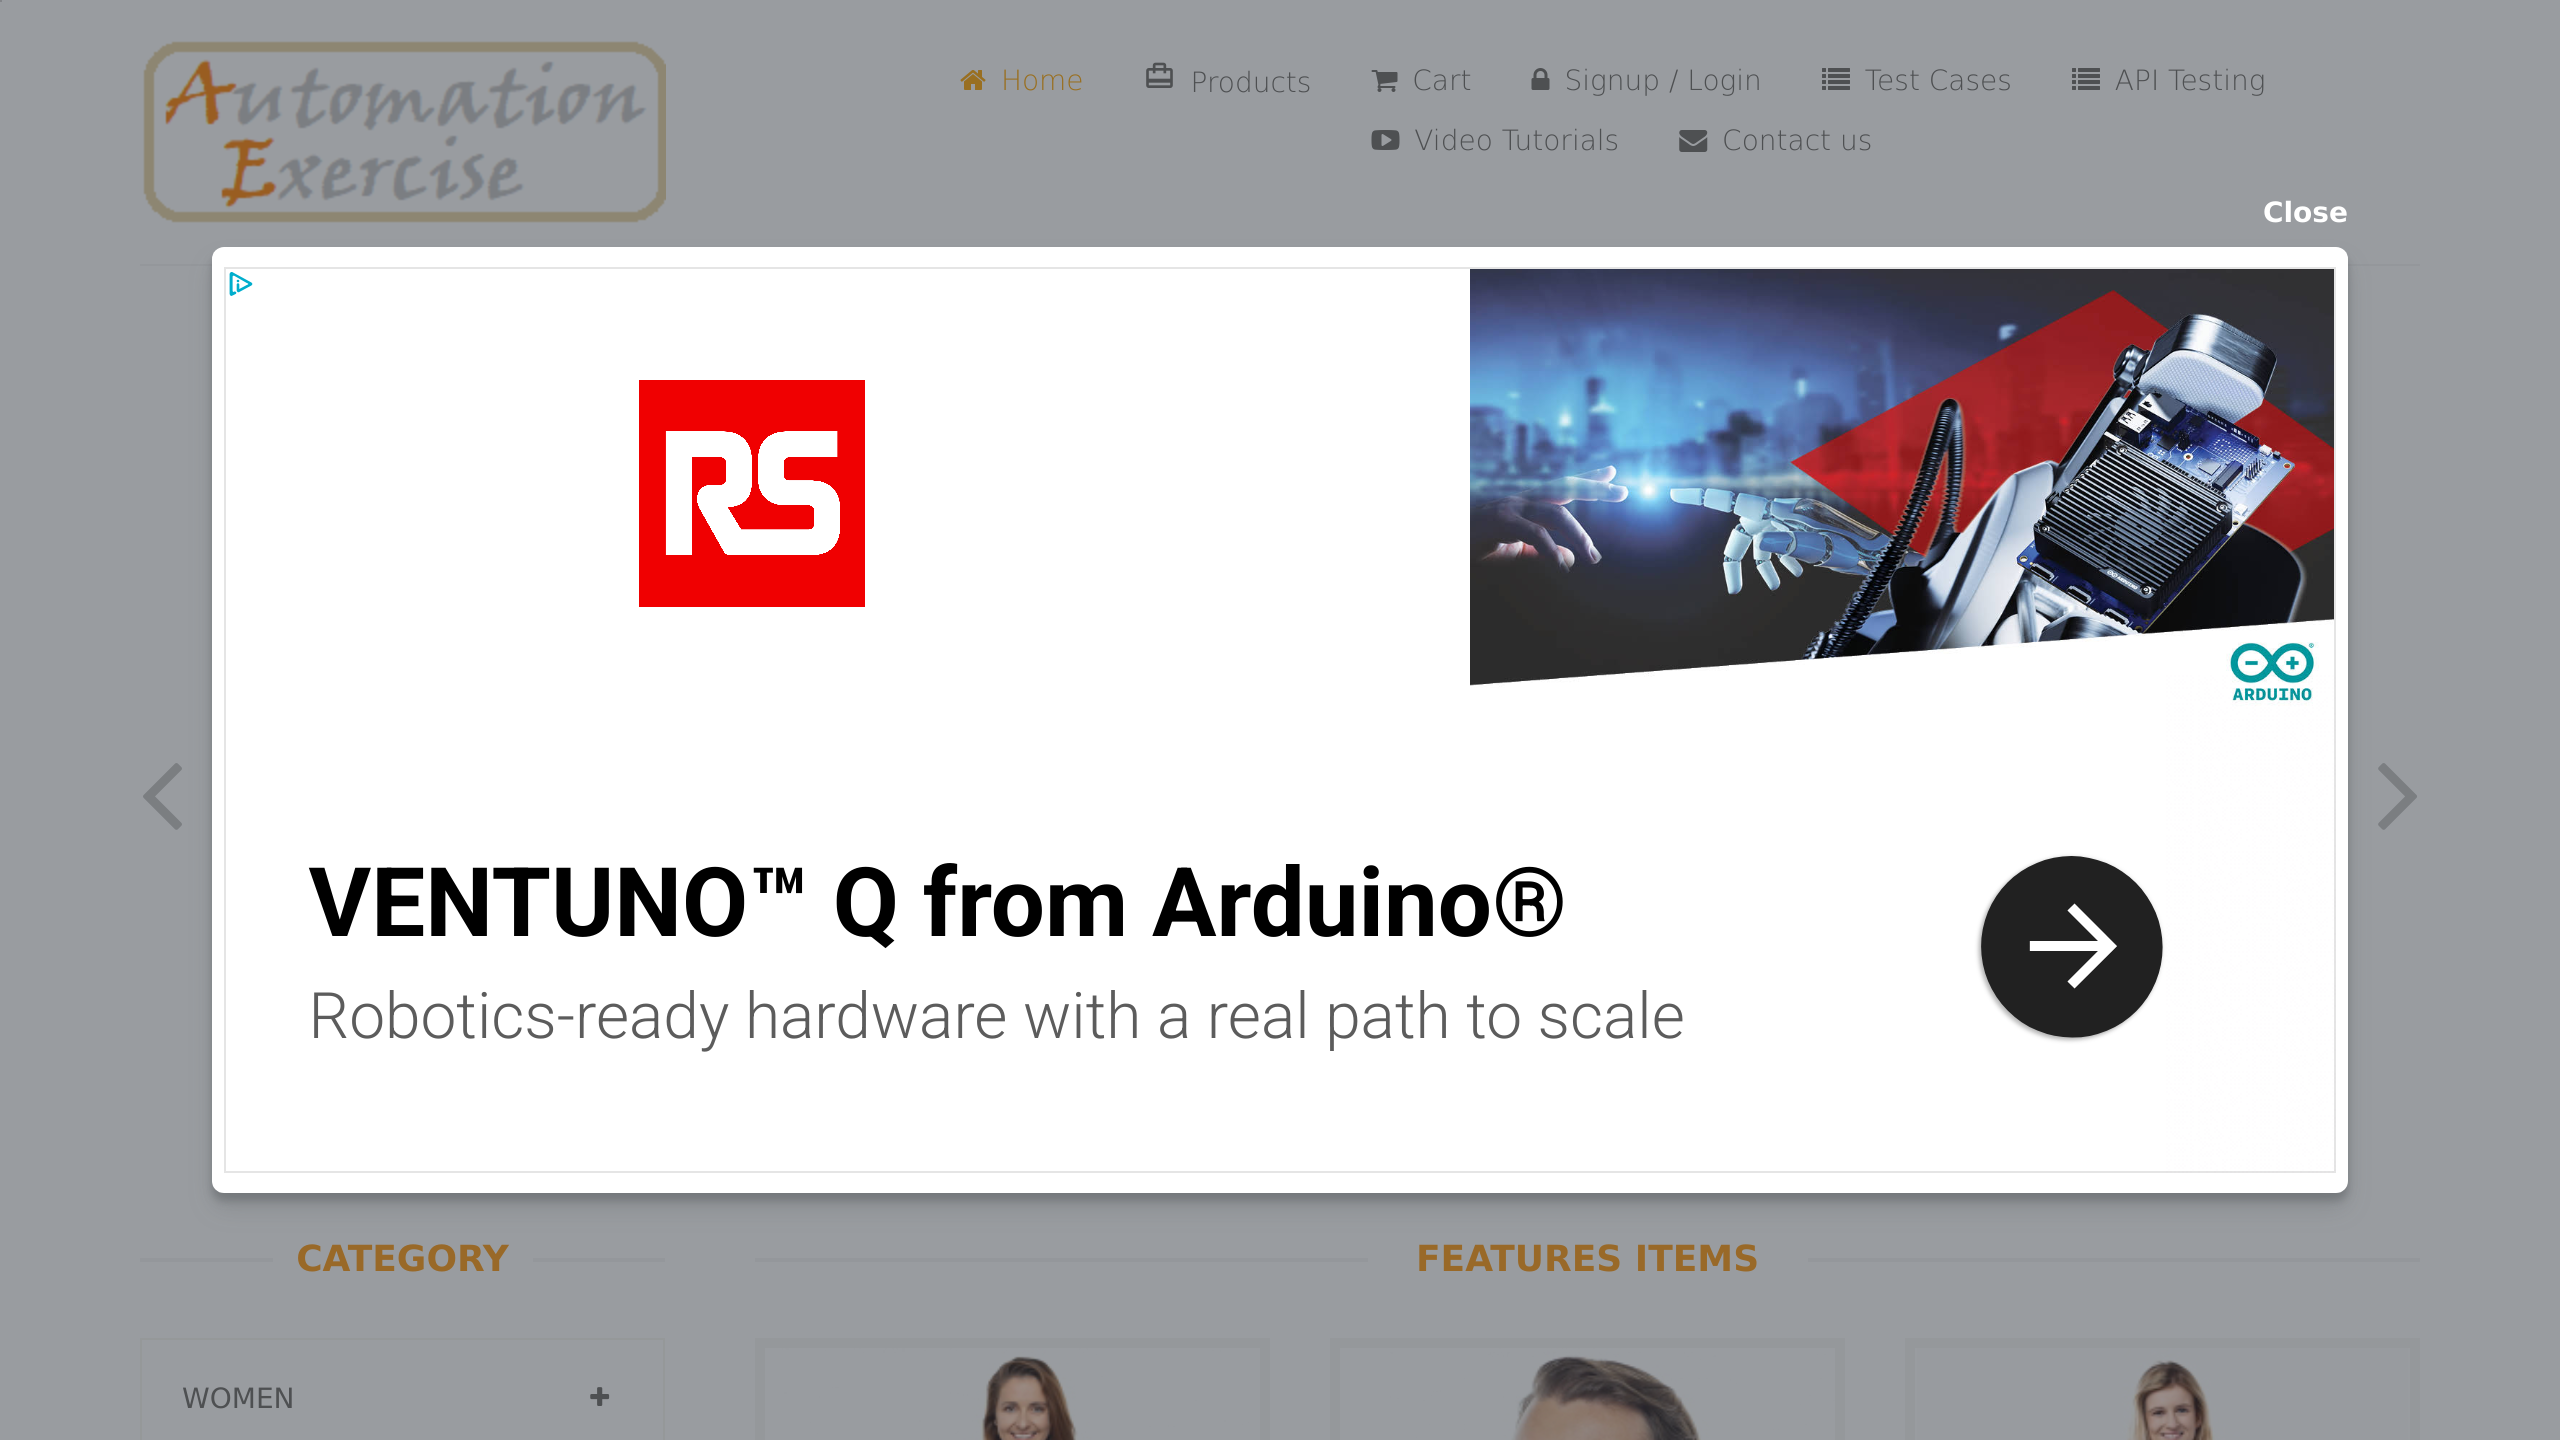 Automation
Exercise
Home
Products
Cart
Signup / Login
Test Cases
API Testing
Video Tutorials
Contact us
Close
RS
ARDUINO
VENTUNO™ Q from Arduino®
Robotics-ready hardware with a real path to scale
CATEGORY
FEATURES ITEMS
WOMEN